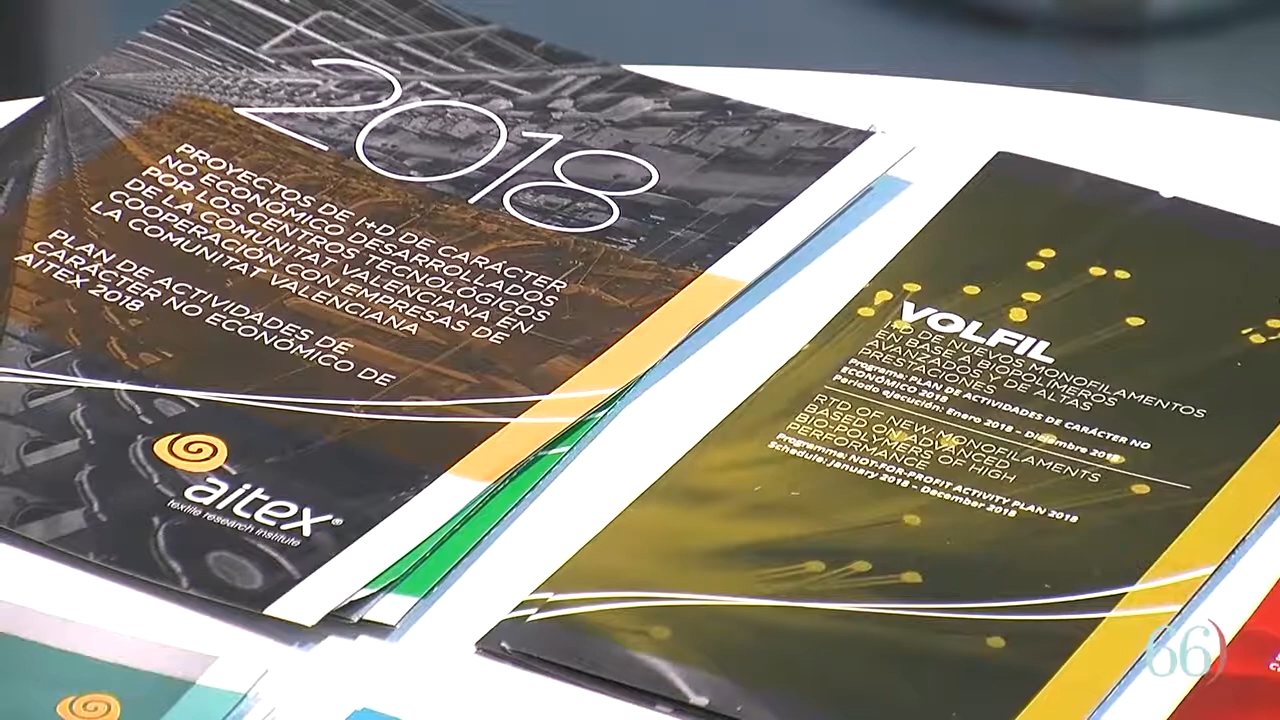 2018
PROYECTOS DE I+D DE CARÁCTER
NO ECONÓMICO DESARROLLADOS
POR LOS CENTROS TECNOLÓGICOS
DE LA COMUNITAT VALENCIANA EN
COOPERACIÓN CON EMPRESAS DE
LA COMUNITAT VALENCIANA
PLAN DE ACTIVIDADES DE
CARÁCTER NO ECONÓMICO DE
AITEX 2018
aitex®
textile research institute
VOLFIL
I+D DE NUEVOS MONOFILAMENTOS
EN BASE A BIOPOLÍMEROS
AVANZADOS Y DE ALTAS
PRESTACIONES
Programa: PLAN DE ACTIVIDADES DE CARÁCTER NO
ECONÓMICO 2018
Periodo ejecución: Enero 2018 - Diciembre 2018
RTD OF NEW MONOFILAMENTS
BASED ON ADVANCED
BIO-POLYMERS OF HIGH
PERFORMANCE
Programme: NOT-FOR-PROFIT ACTIVITY PLAN 2018
Schedule: January 2018 - December 2018
66)